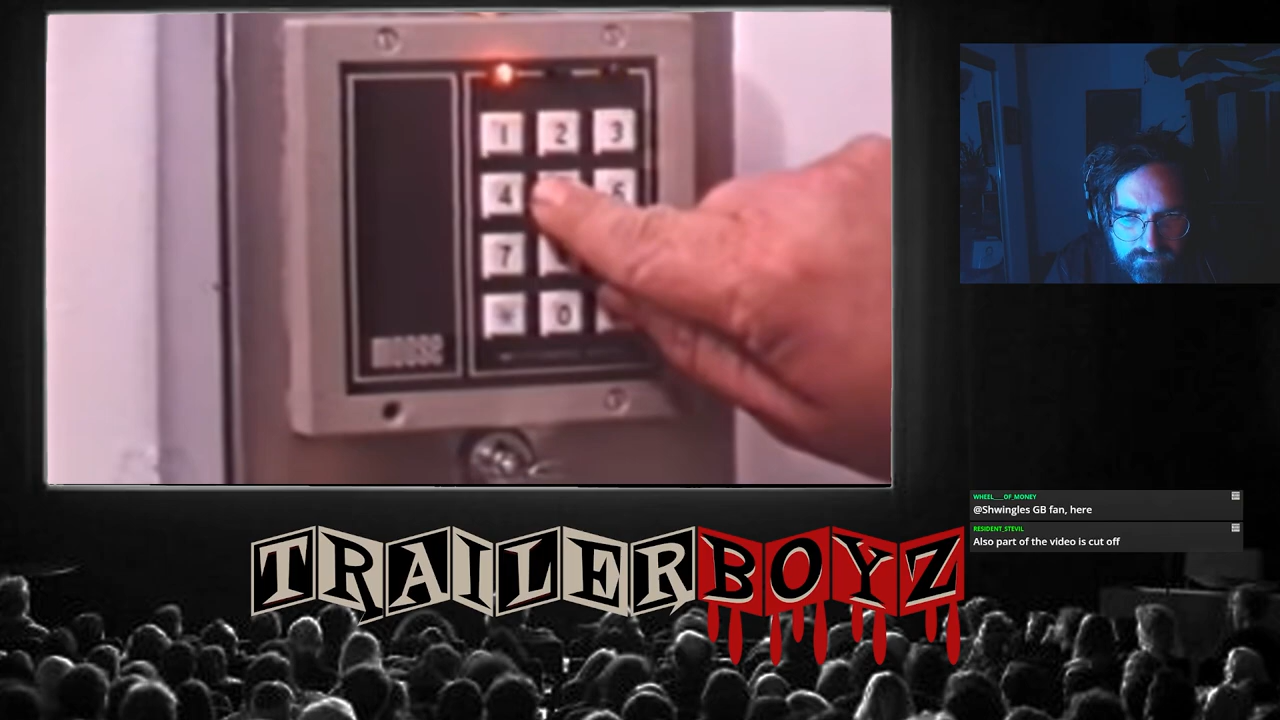 1 2 3
4 6
7
* 0
moose
WHEEL___OF_MONEY
@Shwingles GB fan, here
RESIDENT_STEVIL
Also part of the video is cut off
TRAILERBOYZ